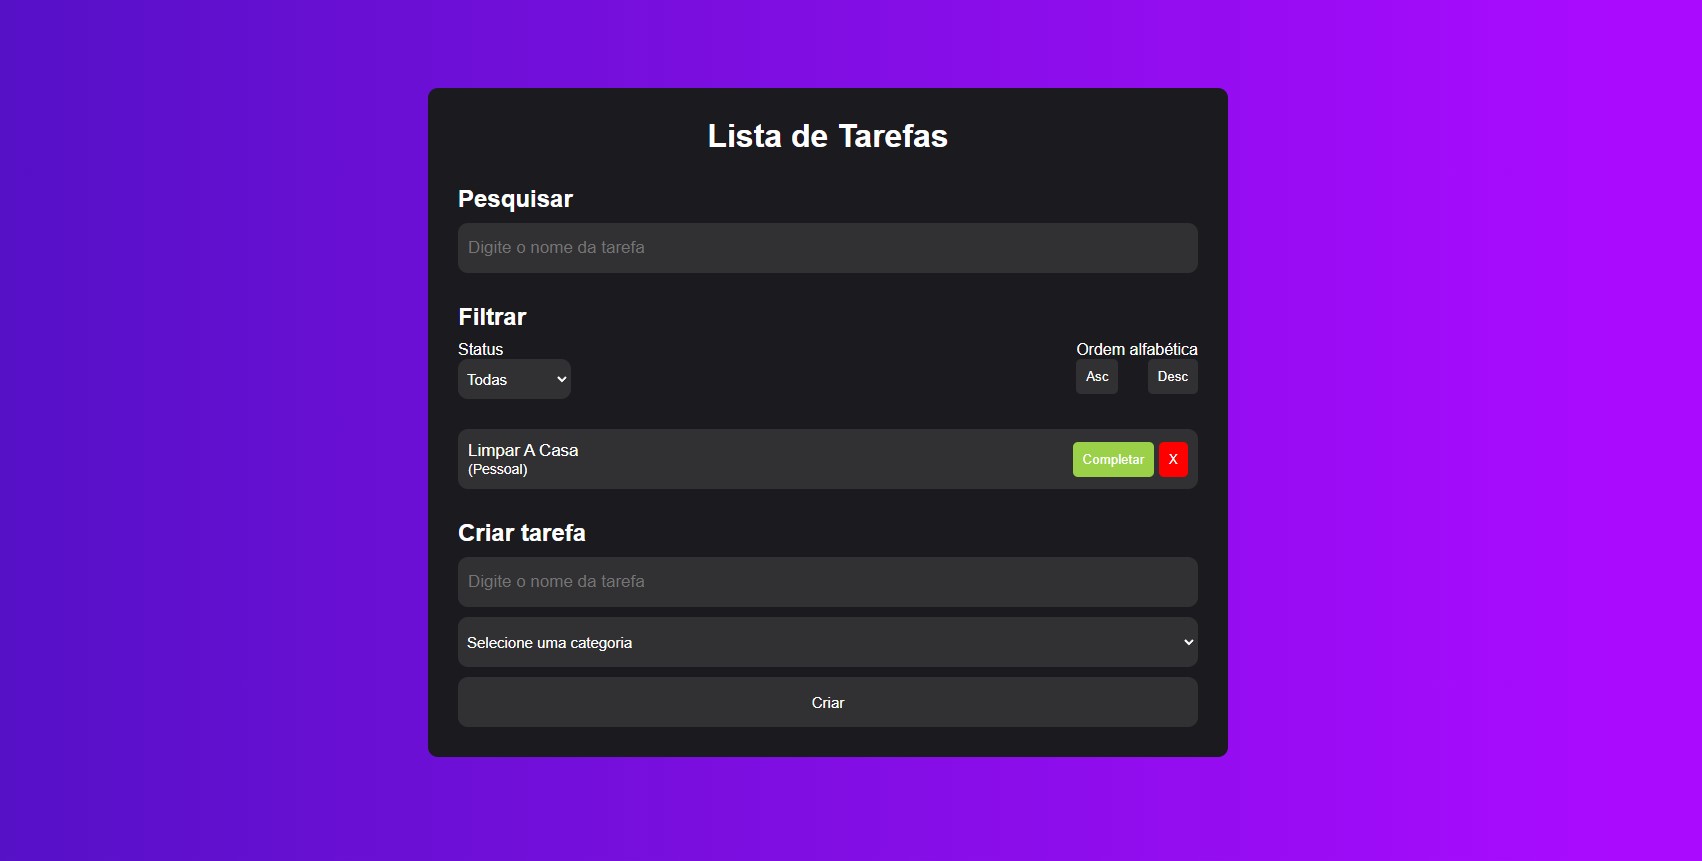 Lista de Tarefas
Pesquisar
Digite o nome da tarefa
Filtrar
Status
Todas
Ordem alfabética
Asc
Desc
Limpar A Casa
(Pessoal)
Completar
X
Criar tarefa
Digite o nome da tarefa
Selecione uma categoria
Criar